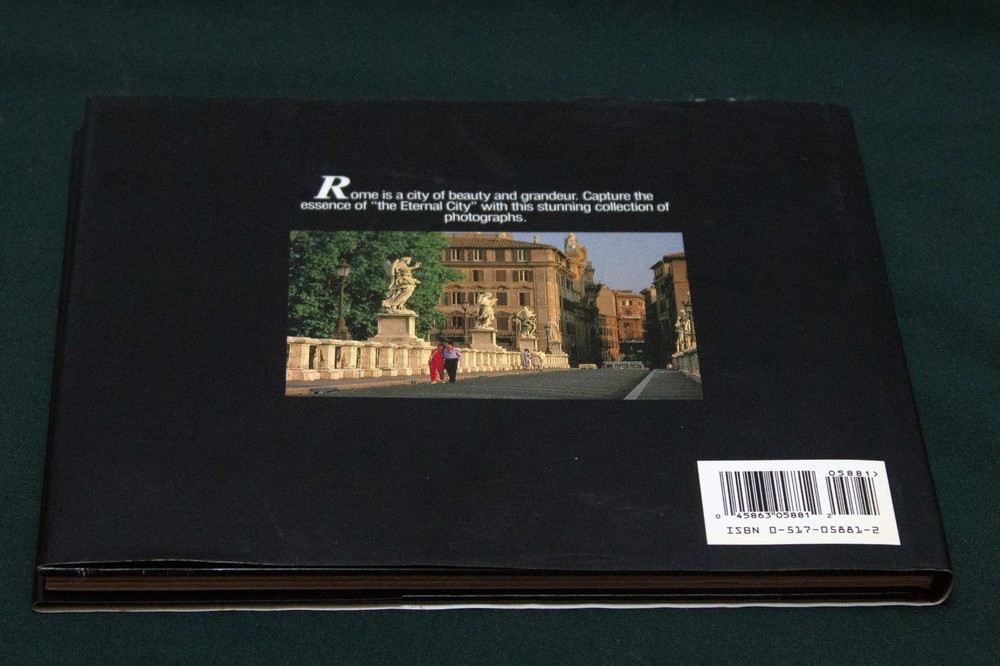 Rome is a city of beauty and grandeur. Capture the
essence of "the Eternal City" with this stunning collection of
photographs.
05881>
0 45863 05881 2
ISBN 0-517-05881-2